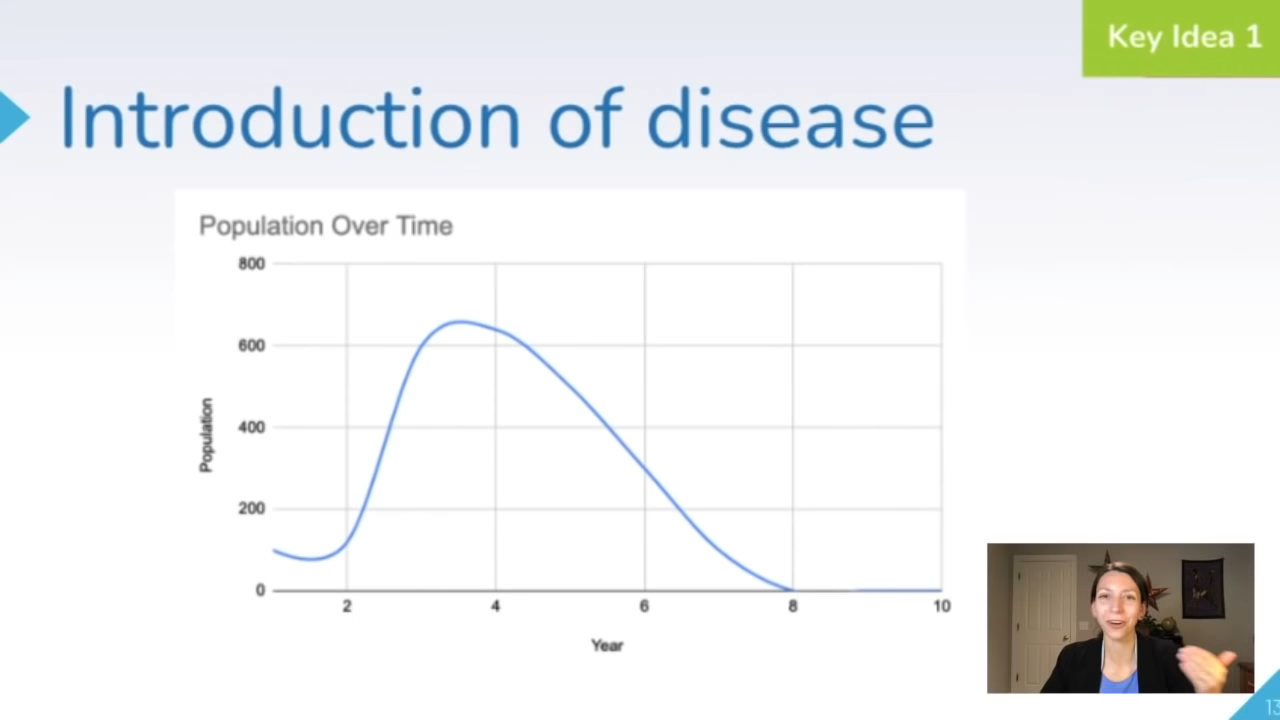 Key Idea 1
Introduction of disease
Population Over Time
800
600
400
200
0
Population
2 4 6 8 10
Year
13